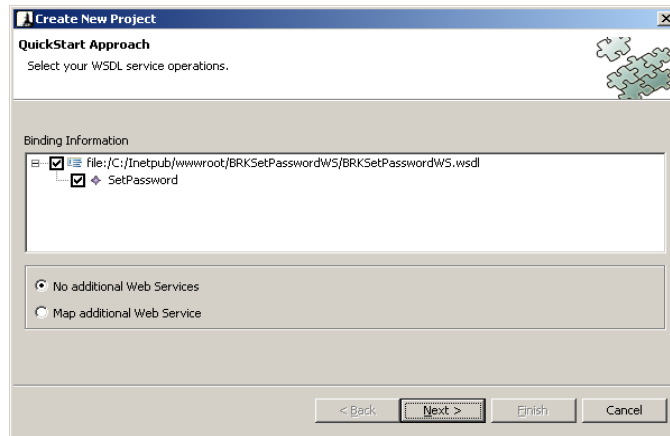 Create New Project
QuickStart Approach
Select your WSDL service operations.
Binding Information
file:/C:/Inetpub/wwwroot/BRKSetPasswordWS/BRKSetPasswordWS.wsdl
SetPassword
No additional Web Services
Map additional Web Service
< Back Next > Finish Cancel